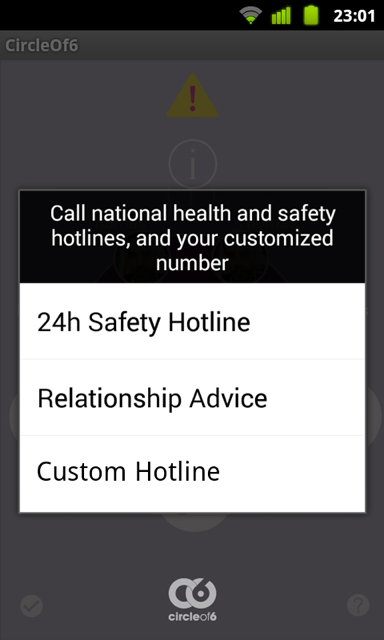 23:01
CircleOf6
!
i
Call national health and safety
hotlines, and your customized
number
24h Safety Hotline
Relationship Advice
Custom Hotline
circleof6
?